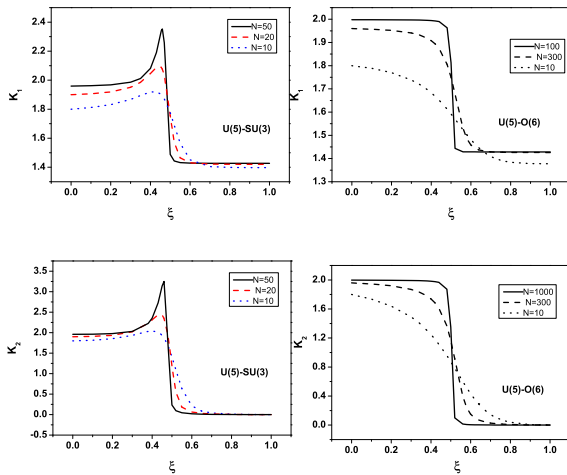 2.4
2.2
2.0
1.8
1.6
1.4
K1
0.0 0.2 0.4 0.6 0.8 1.0
ξ
N=50
N=20
N=10
U(5)-SU(3)
2.1
2.0
1.9
1.8
1.7
1.6
1.5
1.4
1.3
K1
0.0 0.2 0.4 0.6 0.8 1.0
ξ
N=100
N=300
N=10
U(5)-O(6)
3.5
3.0
2.5
2.0
1.5
1.0
0.5
0.0
-0.5
K2
0.0 0.2 0.4 0.6 0.8 1.0
ξ
N=50
N=20
N=10
U(5)-SU(3)
2.0
1.6
1.2
0.8
0.4
0.0
K2
0.0 0.2 0.4 0.6 0.8 1.0
ξ
N=1000
N=300
N=10
U(5)-O(6)